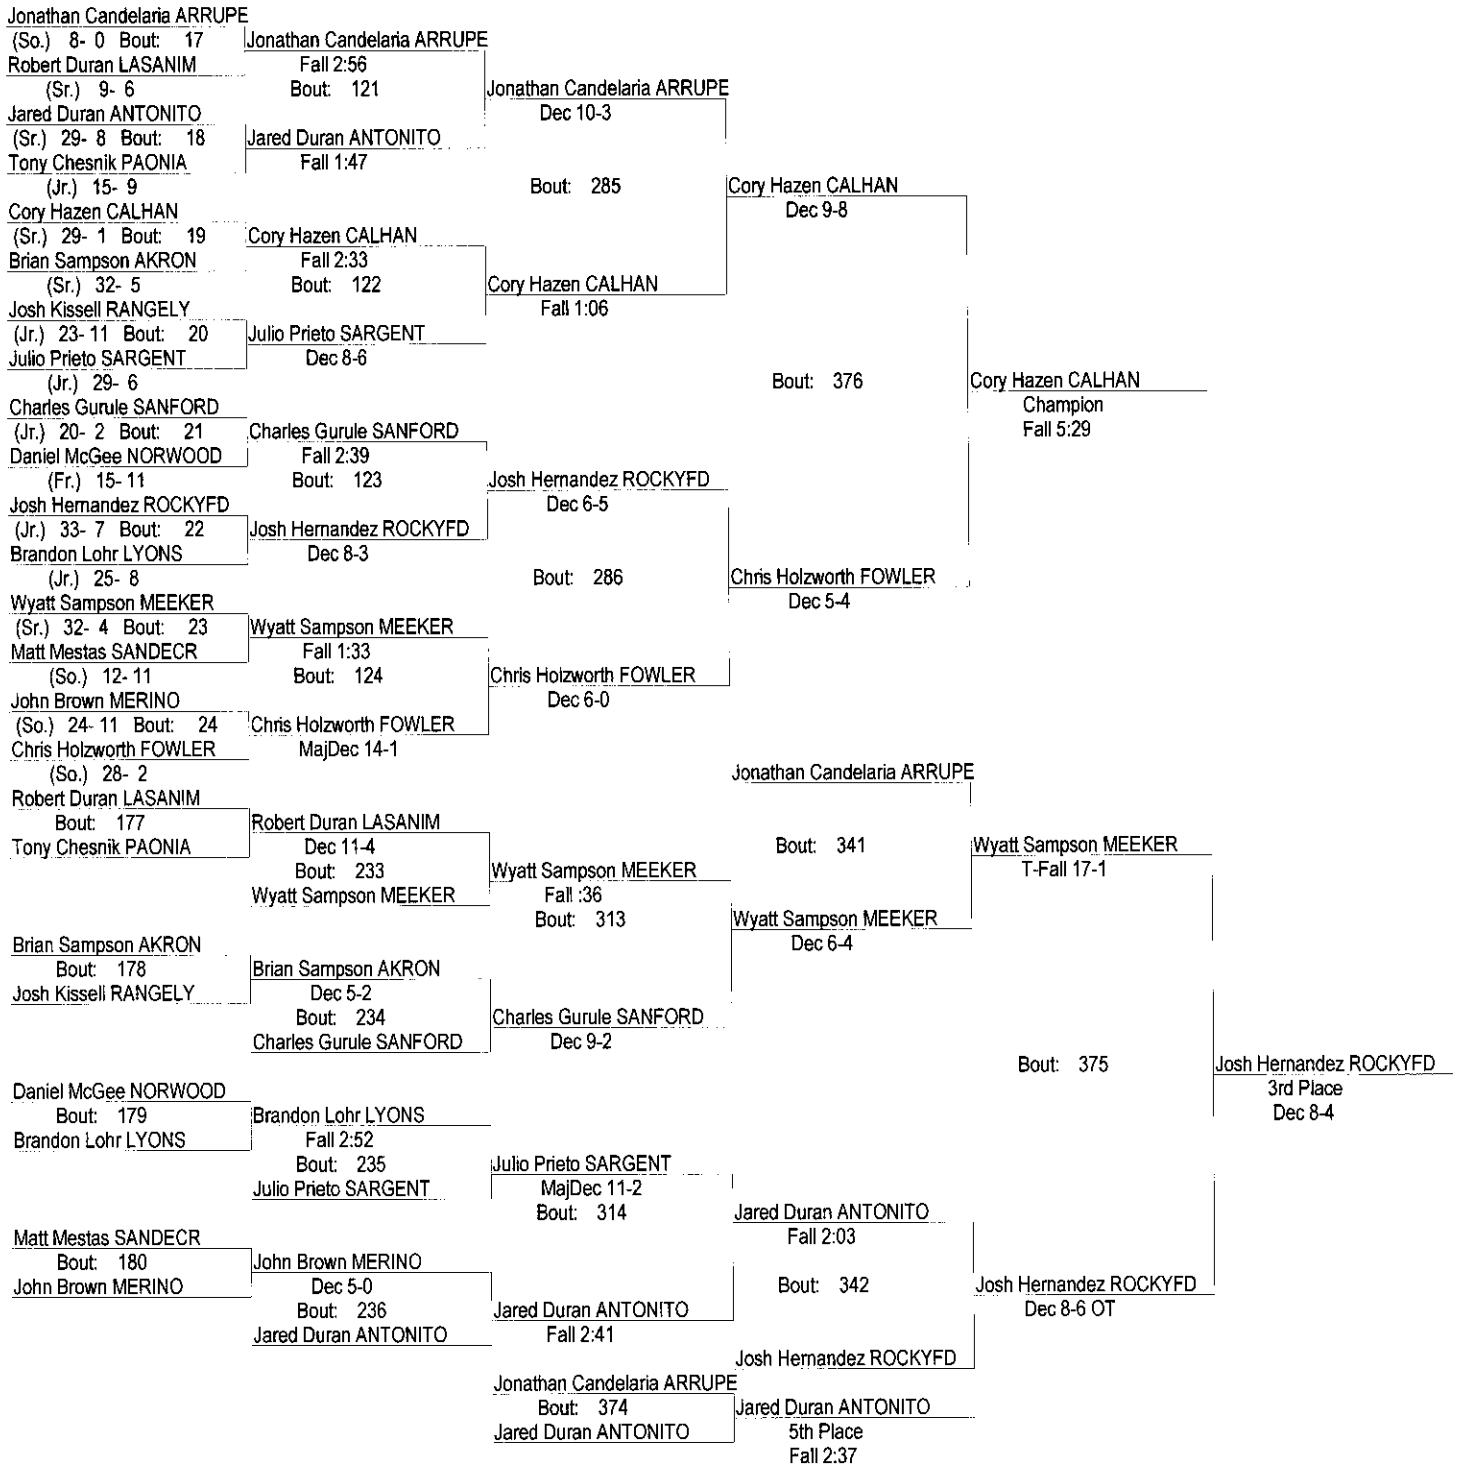 Jonathan Candelaria ARRUPE
(So.) 8- 0 Bout: 17 Jonathan Candelaria ARRUPE
Robert Duran LASANIM Fall 2:56
(Sr.) 9- 6 Bout: 121 Jonathan Candelaria ARRUPE
Jared Duran ANTONITO Dec 10-3
(Sr.) 29- 8 Bout: 18 Jared Duran ANTONITO
Tony Chesnik PAONIA Fall 1:47
(Jr.) 15- 9 Bout: 285 Cory Hazen CALHAN
Cory Hazen CALHAN Dec 9-8
(Sr.) 29- 1 Bout: 19 Cory Hazen CALHAN
Brian Sampson AKRON Fall 2:33
(Sr.) 32- 5 Bout: 122 Cory Hazen CALHAN
Josh Kissell RANGELY Fall 1:06
(Jr.) 23- 11 Bout: 20 Julio Prieto SARGENT
Julio Prieto SARGENT Dec 8-6
(Jr.) 29- 6 Bout: 376 Cory Hazen CALHAN
Charles Gurule SANFORD Champion
(Jr.) 20- 2 Bout: 21 Charles Gurule SANFORD Fall 5:29
Daniel McGee NORWOOD Fall 2:39
(Fr.) 15- 11 Bout: 123 Josh Hernandez ROCKYFD
Josh Hernandez ROCKYFD Dec 6-5
(Jr.) 33- 7 Bout: 22 Josh Hernandez ROCKYFD
Brandon Lohr LYONS Dec 8-3
(Jr.) 25- 8 Bout: 286 Chris Holzworth FOWLER
Wyatt Sampson MEEKER Dec 5-4
(Sr.) 32- 4 Bout: 23 Wyatt Sampson MEEKER
Matt Mestas SANDECR Fall 1:33
(So.) 12- 11 Bout: 124 Chris Holzworth FOWLER
John Brown MERINO Dec 6-0
(So.) 24- 11 Bout: 24 Chris Holzworth FOWLER
Chris Holzworth FOWLER MajDec 14-1
(So.) 28- 2 Jonathan Candelaria ARRUPE
Robert Duran LASANIM
Bout: 177 Robert Duran LASANIM
Tony Chesnik PAONIA Dec 11-4 Bout: 341 Wyatt Sampson MEEKER
Bout: 233 Wyatt Sampson MEEKER T-Fall 17-1
Wyatt Sampson MEEKER Fall :36
Bout: 313 Wyatt Sampson MEEKER
Brian Sampson AKRON Dec 6-4
Bout: 178 Brian Sampson AKRON
Josh Kissell RANGELY Dec 5-2
Bout: 234 Charles Gurule SANFORD
Charles Gurule SANFORD Dec 9-2
Bout: 375 Josh Hernandez ROCKYFD
Daniel McGee NORWOOD 3rd Place
Bout: 179 Brandon Lohr LYONS Dec 8-4
Brandon Lohr LYONS Fall 2:52
Bout: 235 Julio Prieto SARGENT
Julio Prieto SARGENT MajDec 11-2
Bout: 314 Jared Duran ANTONITO
Matt Mestas SANDECR Fall 2:03
Bout: 180 John Brown MERINO
John Brown MERINO Dec 5-0 Bout: 342 Josh Hernandez ROCKYFD
Bout: 236 Jared Duran ANTONITO Dec 8-6 OT
Jared Duran ANTONITO Fall 2:41
Josh Hernandez ROCKYFD
Jonathan Candelaria ARRUPE
Bout: 374 Jared Duran ANTONITO
Jared Duran ANTONITO 5th Place
Fall 2:37